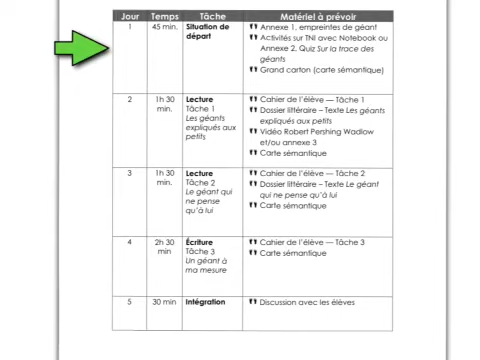 Jour Temps Tâche Matériel à prévoir
1 45 min. Situation de Annexe 1. empreintes de géant
départ Activités sur TNI avec Notebook ou
Annexe 2. Quiz Sur la trace des
géants
Grand carton (carte sémantique)
2 1h 30 Lecture Cahier de l'élève — Tâche 1
min. Tâche 1 Dossier littéraire – Texte Les géants
Les géants expliqués aux petits
expliqués aux Vidéo Robert Pershing Wadlow
petits et/ou annexe 3
Carte sémantique
3 1h 30 Lecture Cahier de l'élève — Tâche 2
min. Tâche 2 Dossier littéraire – Texte Le géant
Le géant qui qui ne pense qu'à lui
ne pense Carte sémantique
qu'à lui
4 2h 30 Écriture Cahier de l'élève — Tâche 3
min Tâche 3 Carte sémantique
Un géant à
ma mesure
5 30 min Intégration Discussion avec les élèves